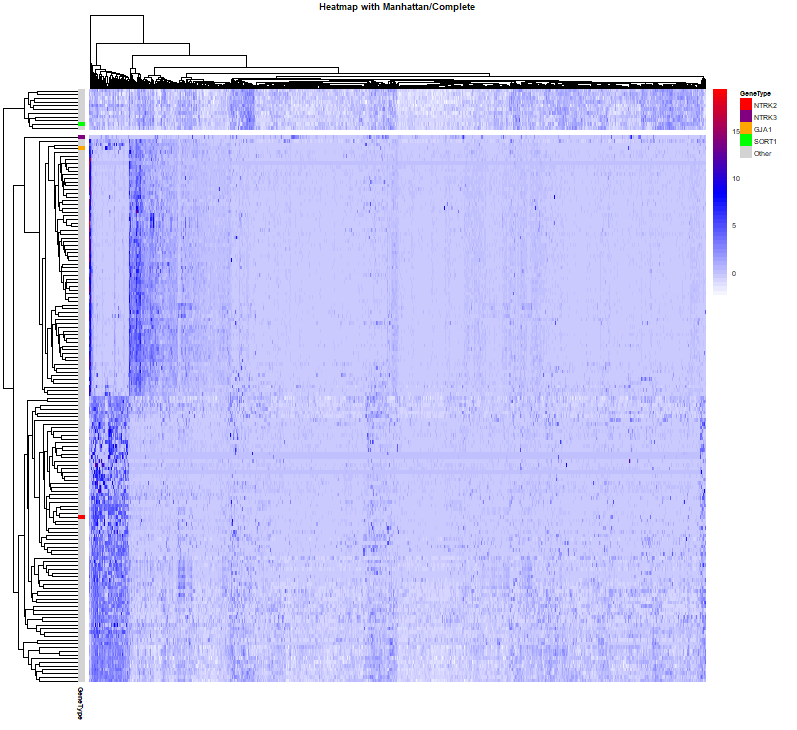 Heatmap with Manhattan/Complete
GeneType
NTRK2
NTRK3
GJA1
SORT1
Other
15
10
5
0
GeneType